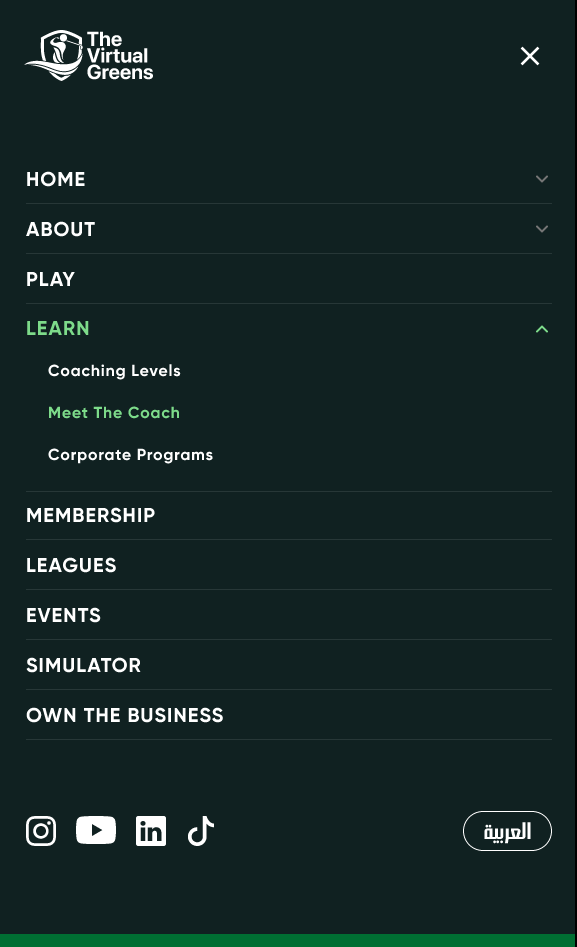 The
Virtual
Greens
HOME
ABOUT
PLAY
LEARN
Coaching Levels
Meet The Coach
Corporate Programs
MEMBERSHIP
LEAGUES
EVENTS
SIMULATOR
OWN THE BUSINESS
in
العربية